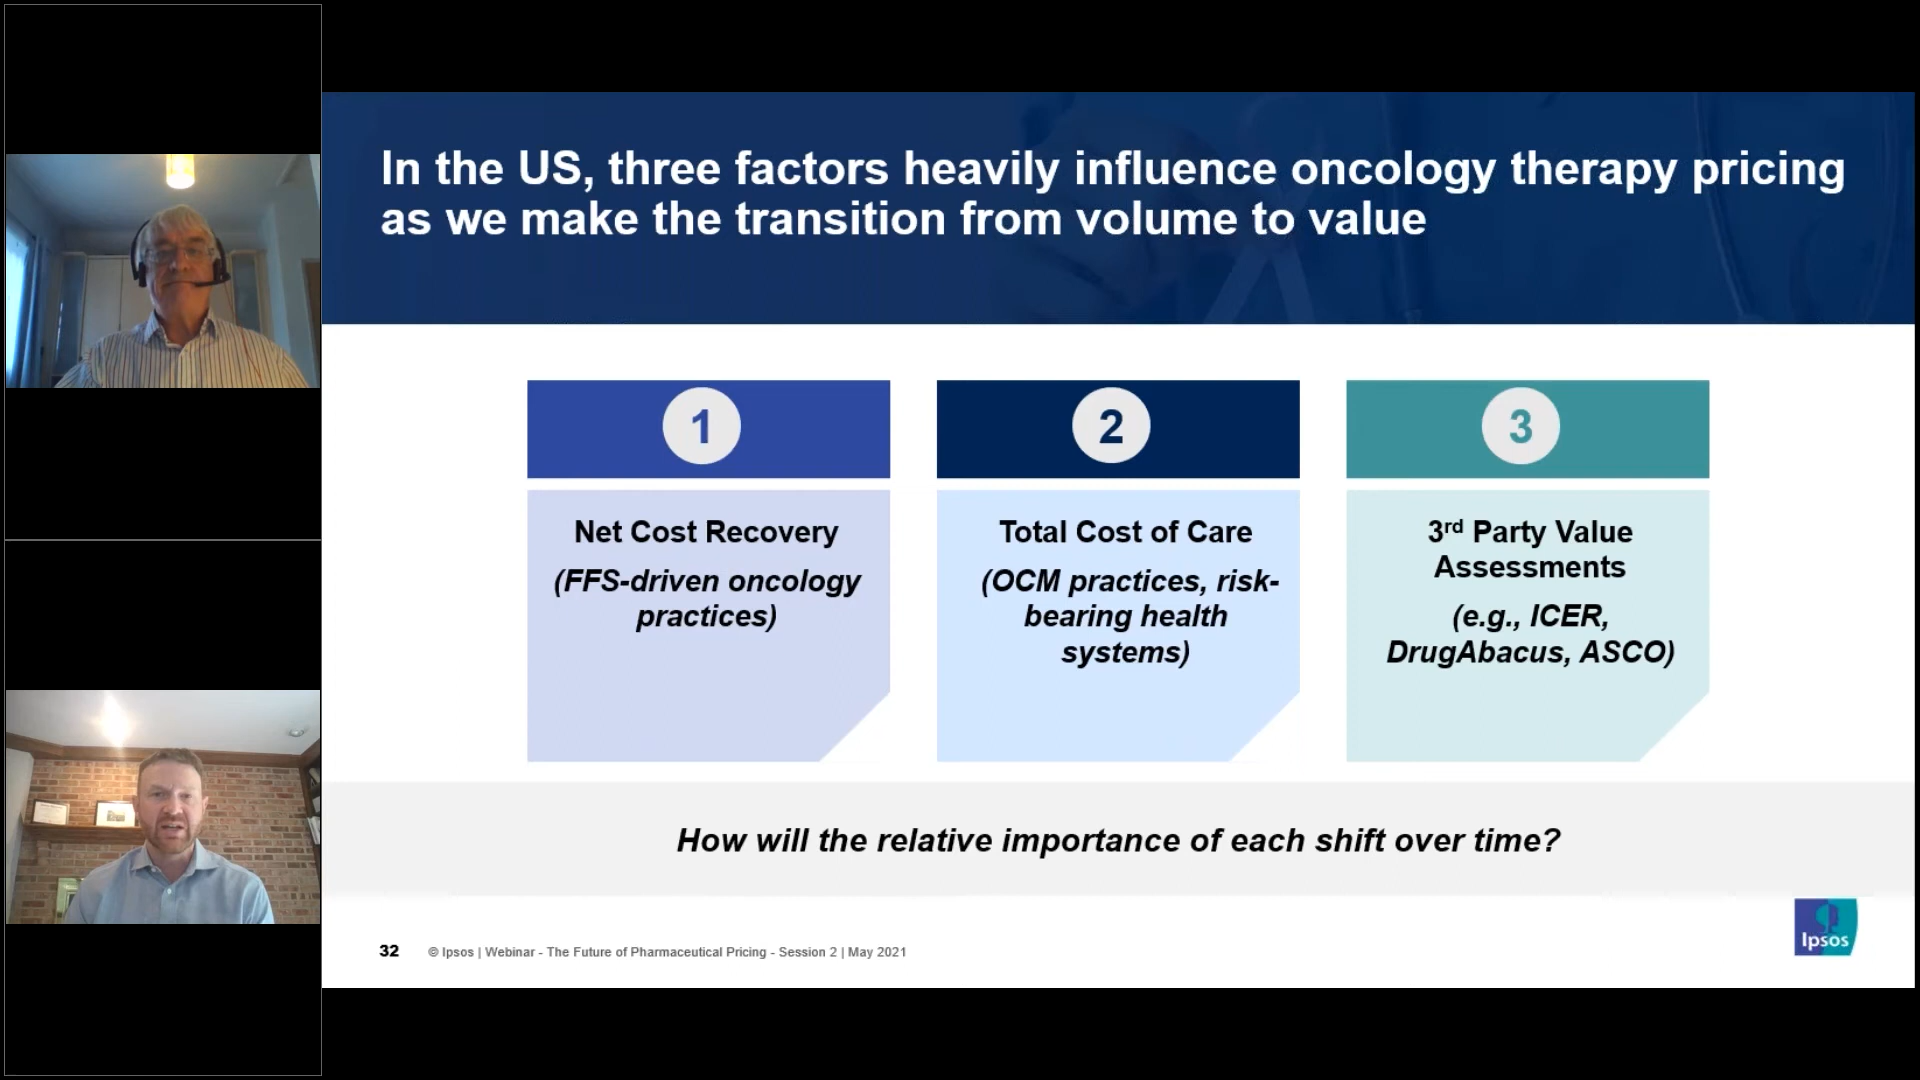 In the US, three factors heavily influence oncology therapy pricing
as we make the transition from volume to value
1
Net Cost Recovery
(FFS-driven oncology
practices)
2
Total Cost of Care
(OCM practices, risk-
bearing health
systems)
3
3rd Party Value
Assessments
(e.g., ICER,
DrugAbacus, ASCO)
How will the relative importance of each shift over time?
32
© Ipsos | Webinar - The Future of Pharmaceutical Pricing - Session 2 | May 2021
Ipsos